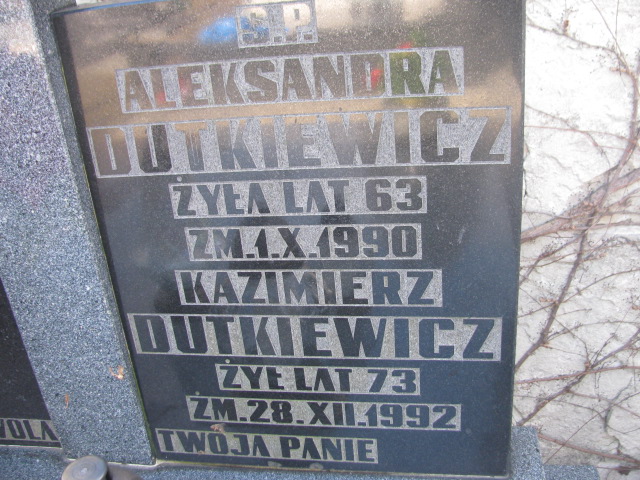 Ś.P.
ALEKSANDRA
DUTKIEWICZ
ŻYŁA LAT 63
ZM.1.X.1990
KAZIMIERZ
DUTKIEWICZ
ŻYŁ LAT 73
ZM.28.XII.1992
TWOJA PANIE
WOLA